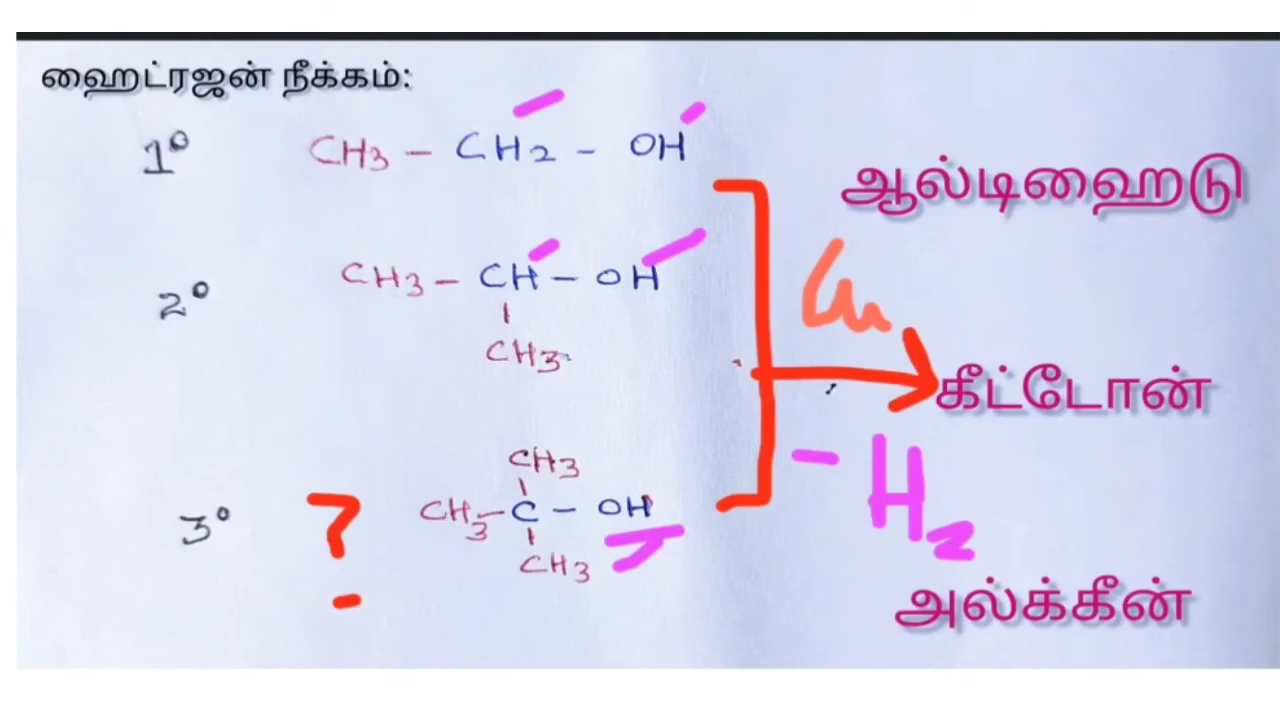 ஹைட்ரஜன் நீக்கம்:
1° CH3 – CH2 – OH
ஆல்டிஹைடு
2° CH3 – CH – OH
CH3
Cu
கீட்டோன்
– H2
CH3
3° ? CH3 – C – OH
CH3
அல்க்கீன்